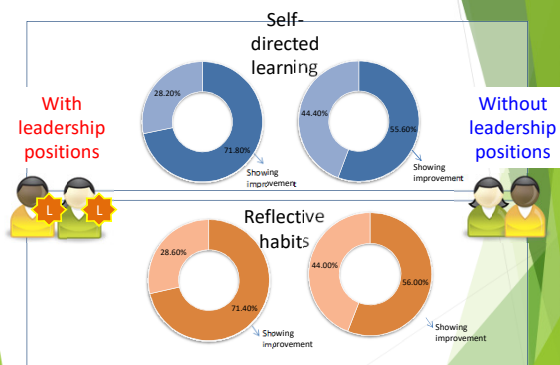 Self-
directed
learning
With
leadership
positions
28.20%
71.80%
Showing
improvement
44.40%
55.60%
Showing
improvement
Without
leadership
positions
L
L
Reflective
habits
28.60%
71.40%
Showing
improvement
44.00%
56.00%
Showing
improvement